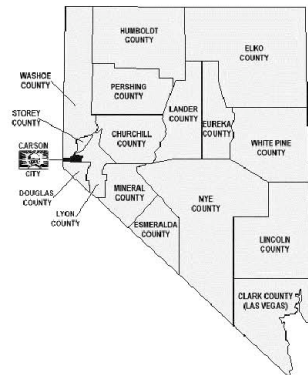 HUMBOLDT
COUNTY
ELKO
COUNTY
WASHOE
COUNTY
PERSHING
COUNTY
LANDER
COUNTY
STOREY
COUNTY
EUREKA
COUNTY
CHURCHILL
COUNTY
WHITE PINE
COUNTY
CARSON
CITY
DOUGLAS
COUNTY
MINERAL
COUNTY
NYE
COUNTY
LYON
COUNTY
ESMERALDA
COUNTY
LINCOLN
COUNTY
CLARK COUNTY
(LAS VEGAS)